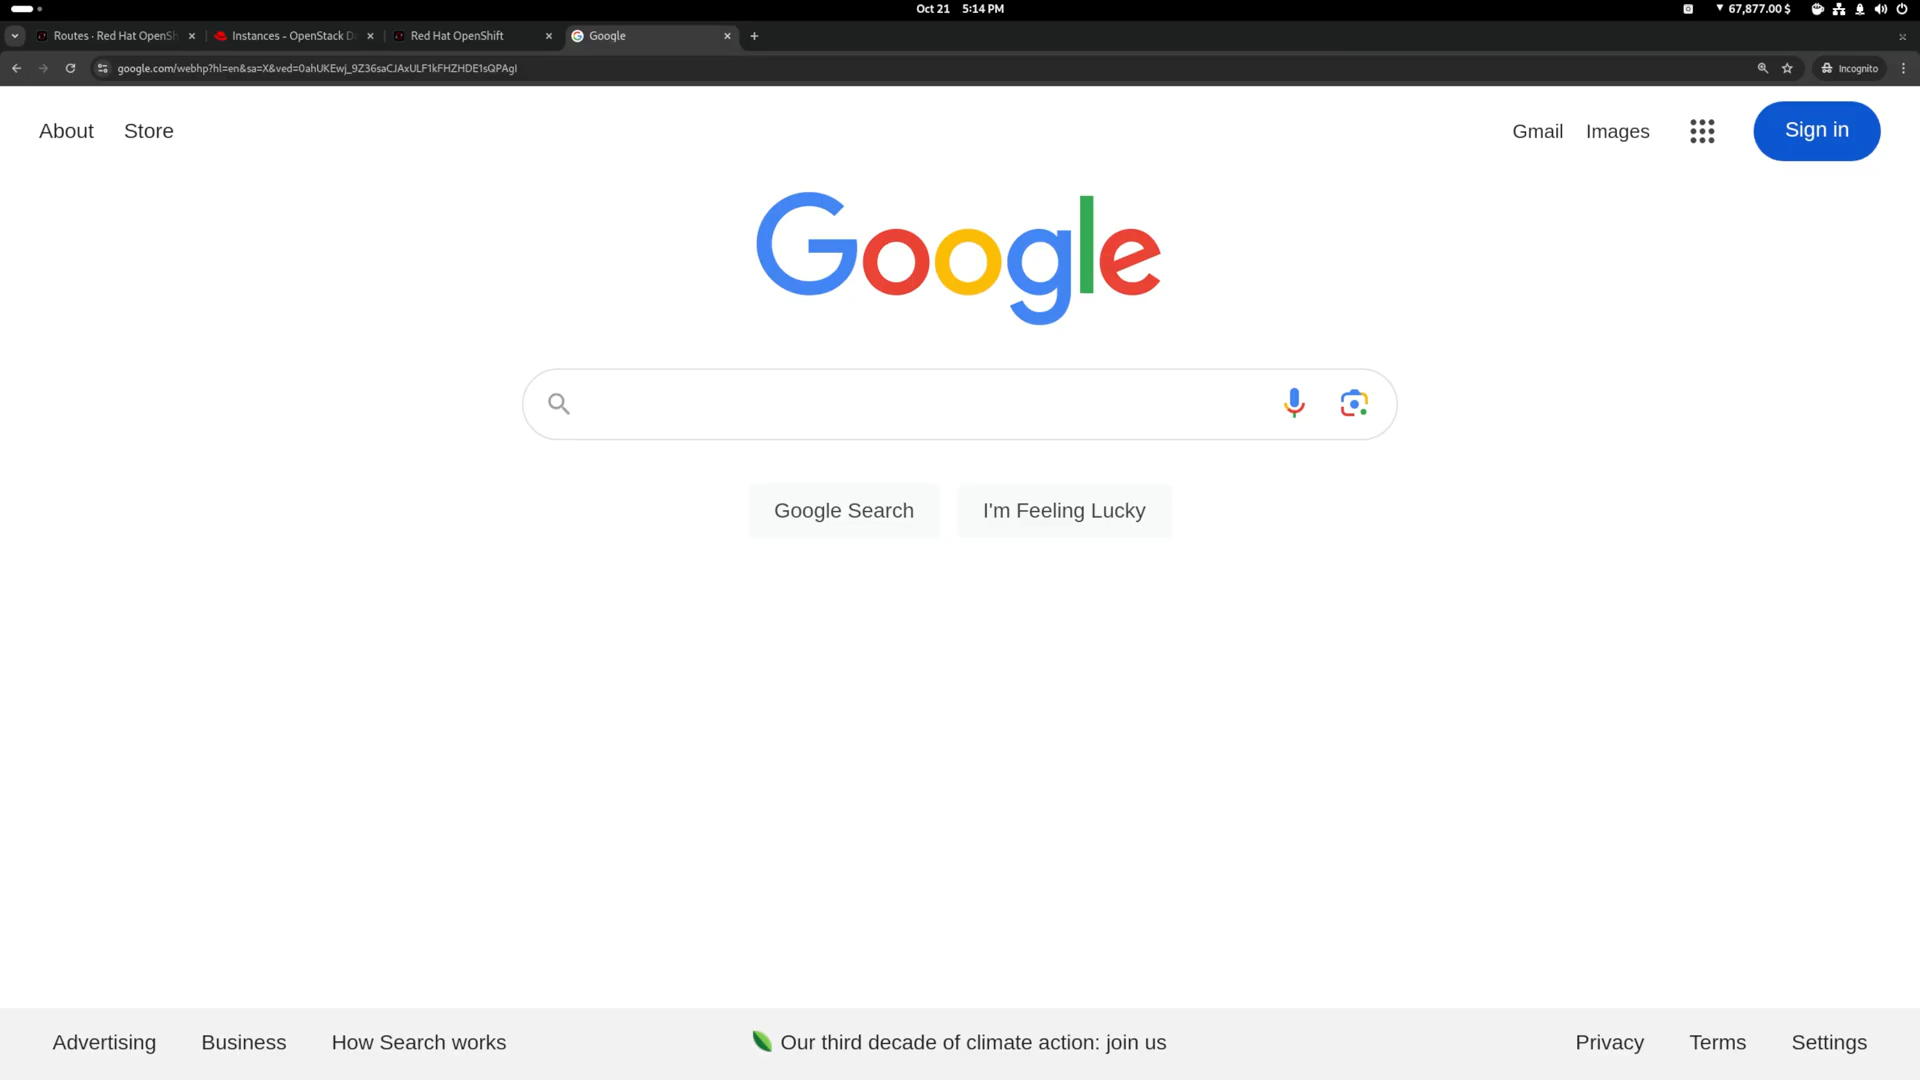 Oct 21 5:14 PM
67,877.00 $
Routes · Red Hat OpenSh
Instances - OpenStack Da
Red Hat OpenShift
Google
google.com/webhp?hl=en&sa=X&ved=0ahUKEwj_9Z36saCJAxULF1kFHZHDE1sQPAgI
Incognito
About Store
Gmail Images
Sign in
Google
Google Search
I'm Feeling Lucky
Advertising Business How Search works
Our third decade of climate action: join us
Privacy Terms Settings